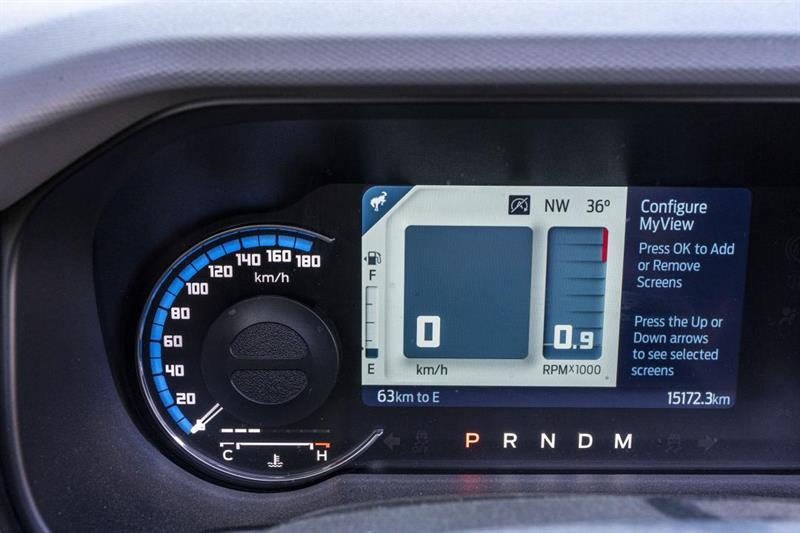 NW 36°
Configure
MyView
Press OK to Add
or Remove
Screens
Press the Up or
Down arrows
to see selected
screens
F
E
0
km/h
0.9
RPM×1000
63km to E
15172.3km
20
40
60
80
100
120
140
160
180
km/h
C
H
P R N D M